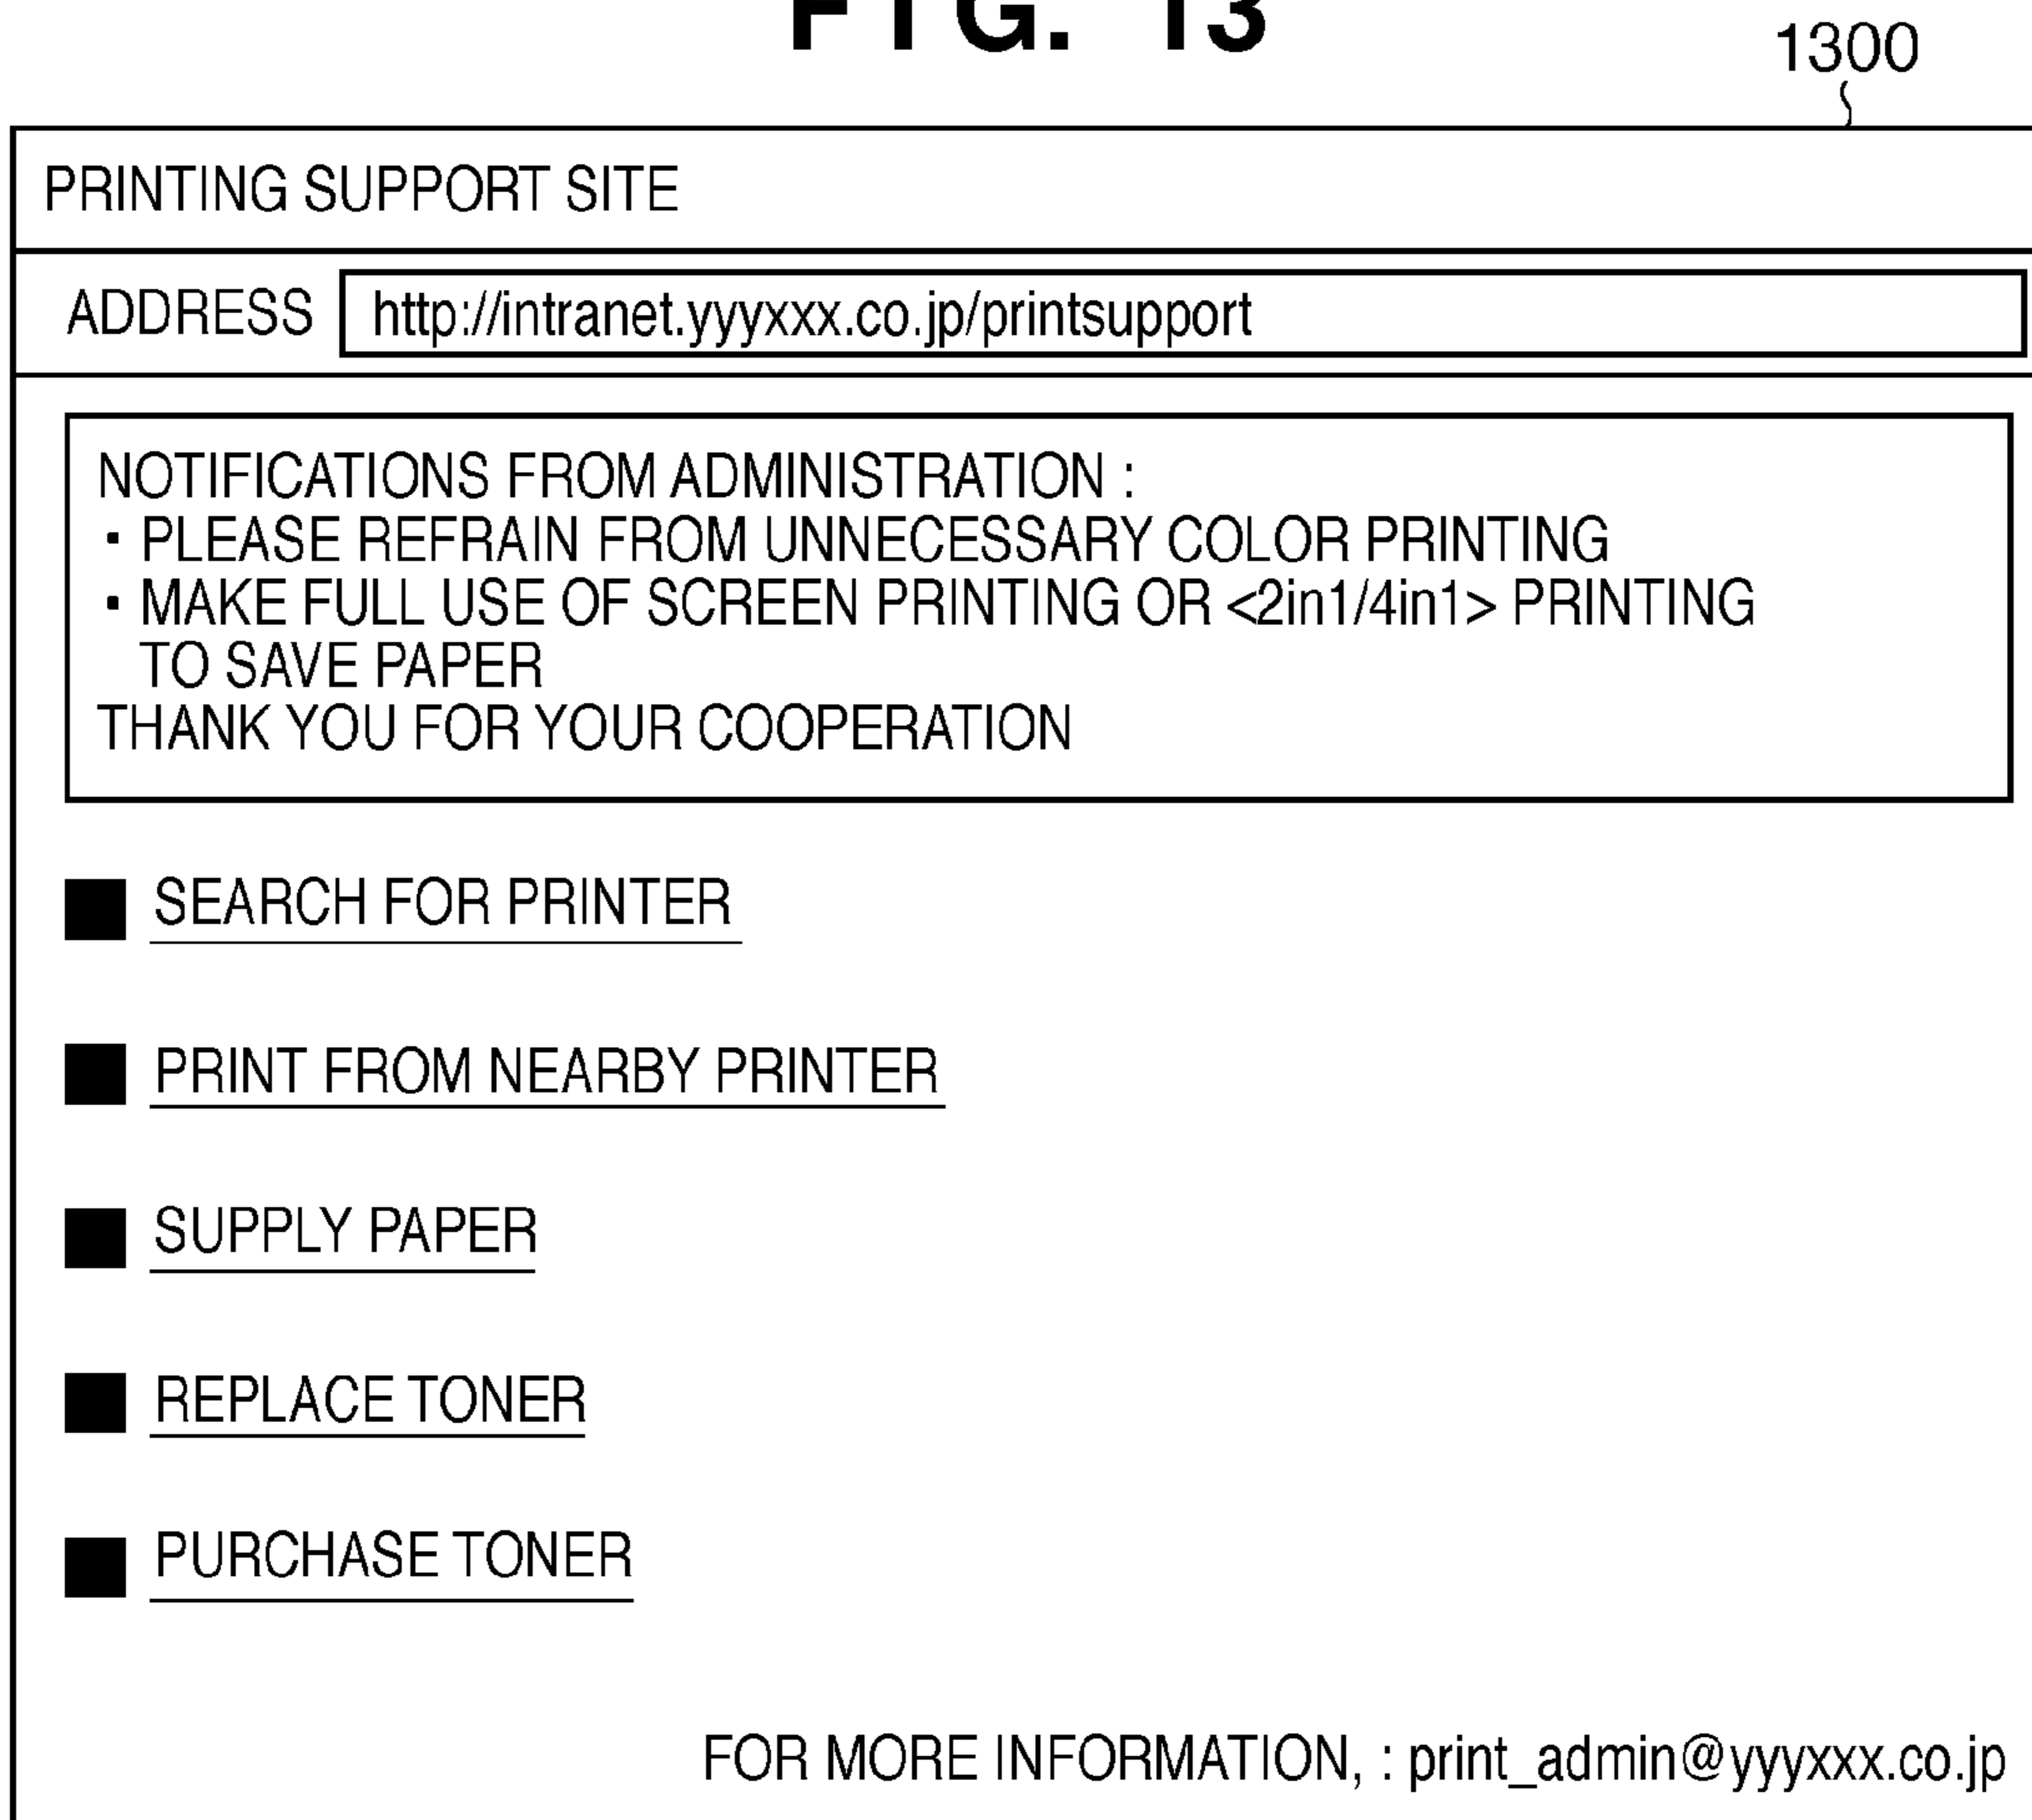 FIG. 13
1300
PRINTING SUPPORT SITE
ADDRESS http://intranet.yyyxxx.co.jp/printsupport
NOTIFICATIONS FROM ADMINISTRATION :
▪ PLEASE REFRAIN FROM UNNECESSARY COLOR PRINTING
▪ MAKE FULL USE OF SCREEN PRINTING OR <2in1/4in1> PRINTING
TO SAVE PAPER
THANK YOU FOR YOUR COOPERATION
■ SEARCH FOR PRINTER
■ PRINT FROM NEARBY PRINTER
■ SUPPLY PAPER
■ REPLACE TONER
■ PURCHASE TONER
FOR MORE INFORMATION, : print_admin@yyyxxx.co.jp